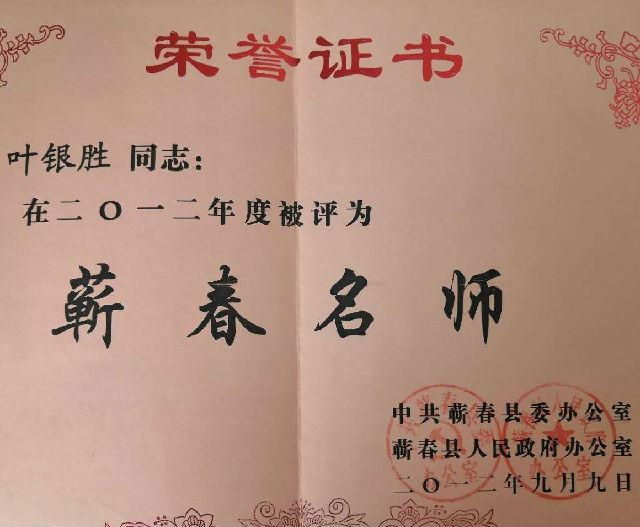 荣誉证书
叶银胜 同志:
在二〇一二年度被评为
蕲春名师
中共蕲春县委办公室
蕲春县人民政府办公室
二〇一二年九月九日